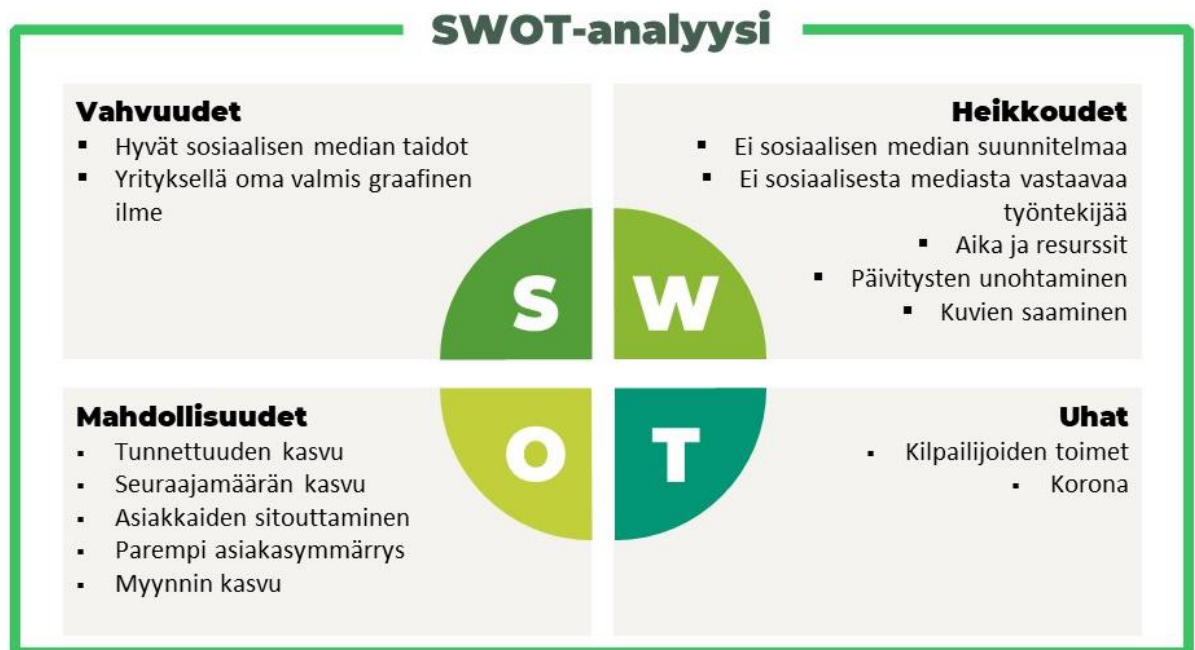 SWOT-analyysi
Vahvuudet
▪ Hyvät sosiaalisen median taidot
▪ Yrityksellä oma valmis graafinen
ilme
Heikkoudet
▪ Ei sosiaalisen median suunnitelmaa
▪ Ei sosiaalisesta mediasta vastaavaa
työntekijää
▪ Aika ja resurssit
▪ Päivitysten unohtaminen
▪ Kuvien saaminen
S
W
Mahdollisuudet
▪ Tunnettuuden kasvu
▪ Seuraajamäärän kasvu
▪ Asiakkaiden sitouttaminen
▪ Parempi asiakasymmärrys
▪ Myynnin kasvu
O
T
Uhat
▪ Kilpailijoiden toimet
▪ Korona